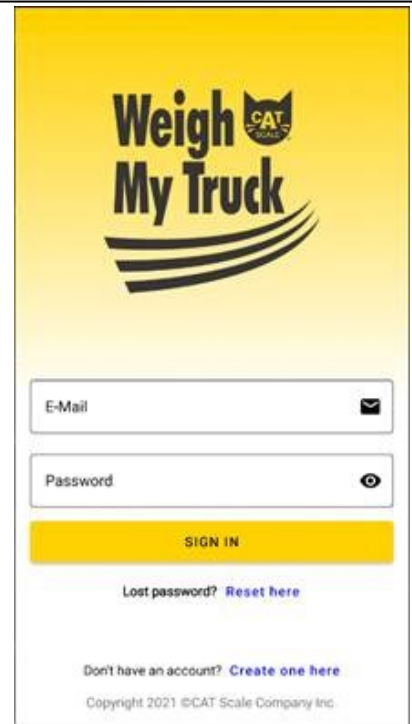 Weigh
CAT
SCALE
My Truck
E-Mail
Password
SIGN IN
Lost password? Reset here
Don't have an account? Create one here
Copyright 2021 ©CAT Scale Company Inc.